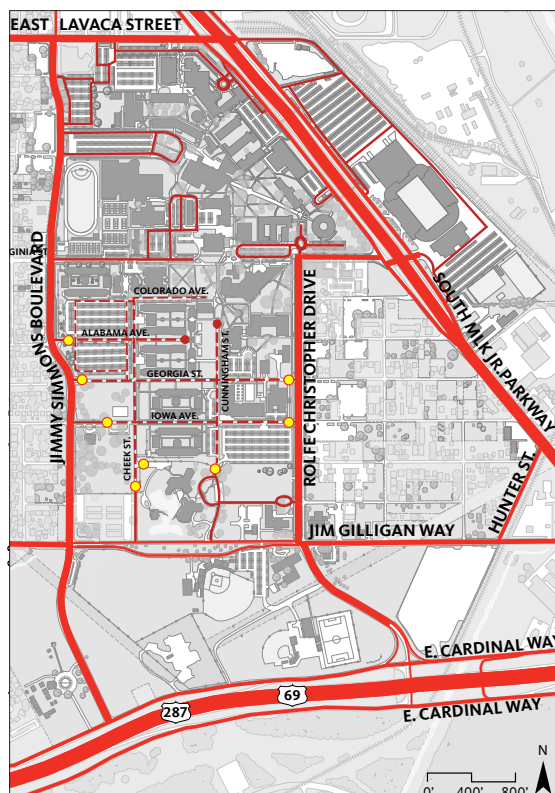 EAST LAVACA STREET
JIMMY SIMMONS BOULEVARD
SOUTH MLK JR. PARKWAY
COLORADO AVE.
ALABAMA AVE.
CUNNINGHAM ST.
GEORGIA ST.
ROLFE CHRISTOPHER DRIVE
IOWA AVE.
CHEEK ST.
HUNTER ST.
JIM GILLIGAN WAY
E. CARDINAL WAY
69
287
E. CARDINAL WAY
N
0' 400' 800'